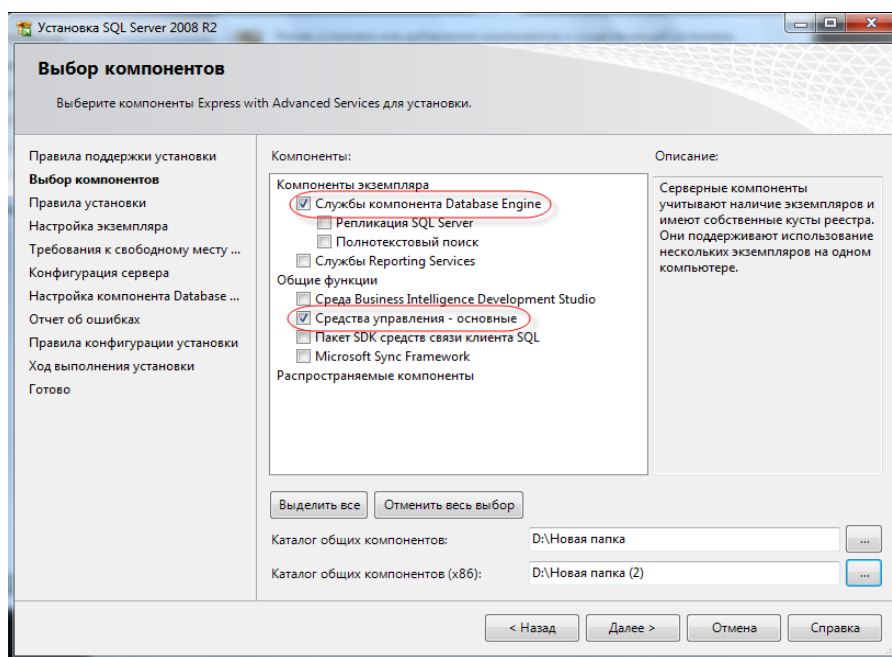 Установка SQL Server 2008 R2
Выбор компонентов
Выберите компоненты Express with Advanced Services для установки.
Правила поддержки установки
Выбор компонентов
Правила установки
Настройка экземпляра
Требования к свободному месту ...
Конфигурация сервера
Настройка компонента Database ...
Отчет об ошибках
Правила конфигурации установки
Ход выполнения установки
Готово
Компоненты:
Компоненты экземпляра
Службы компонента Database Engine
Репликация SQL Server
Полнотекстовый поиск
Службы Reporting Services
Общие функции
Среда Business Intelligence Development Studio
Средства управления - основные
Пакет SDK средств связи клиента SQL
Microsoft Sync Framework
Распространяемые компоненты
Описание:
Серверные компоненты
учитывают наличие экземпляров и
имеют собственные кусты реестра.
Они поддерживают использование
нескольких экземпляров на одном
компьютере.
Выделить все
Отменить весь выбор
Каталог общих компонентов:
D:\Новая папка
...
Каталог общих компонентов (x86):
D:\Новая папка (2)
...
< Назад
Далее >
Отмена
Справка